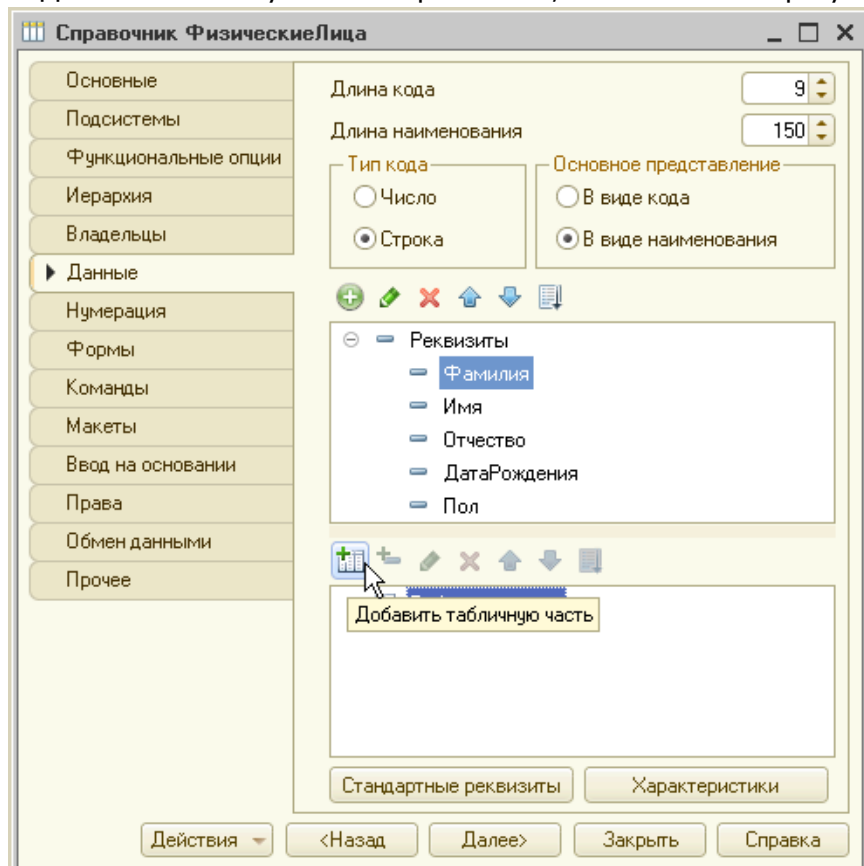 Справочник ФизическиеЛица
Основные
Подсистемы
Функциональные опции
Иерархия
Владельцы
Данные
Нумерация
Формы
Команды
Макеты
Ввод на основании
Права
Обмен данными
Прочее
Длина кода 9
Длина наименования 150
Тип кода
Число
Строка
Основное представление
В виде кода
В виде наименования
Реквизиты
Фамилия
Имя
Отчество
ДатаРождения
Пол
Добавить табличную часть
Стандартные реквизиты Характеристики
Действия <Назад Далее> Закрыть Справка